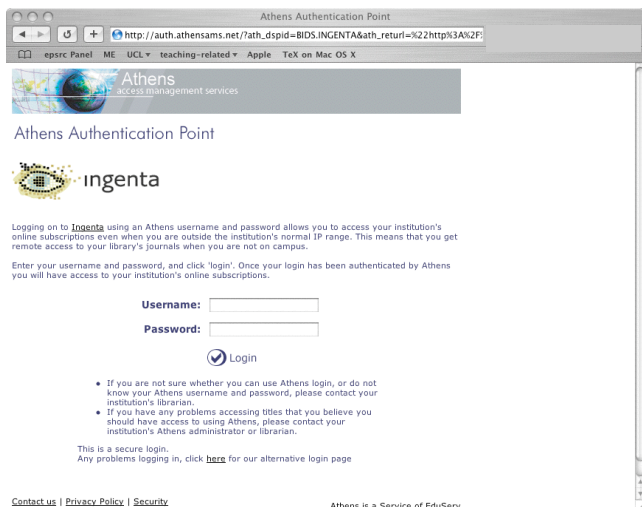 Athens Authentication Point
http://auth.athensams.net/?ath_dspid=BIDS.INGENTA&ath_returl=%22http%3A%2F%
epsrc Panel ME UCL teaching-related Apple TeX on Mac OS X
Athens
access management services
Athens Authentication Point
ingenta
Logging on to Ingenta using an Athens username and password allows you to access your institution's
online subscriptions even when you are outside the institution's normal IP range. This means that you get
remote access to your library's journals when you are not on campus.
Enter your username and password, and click 'login'. Once your login has been authenticated by Athens
you will have access to your institution's online subscriptions.
Username:
Password:
Login
• If you are not sure whether you can use Athens login, or do not
know your Athens username and password, please contact your
institution's librarian.
• If you have any problems accessing titles that you believe you
should have access to using Athens, please contact your
institution's Athens administrator or librarian.
This is a secure login.
Any problems logging in, click here for our alternative login page
Contact us | Privacy Policy | Security
Athens is a Service of EduServ